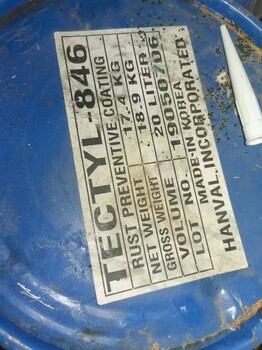 TECTYL-846
RUST PREVENTIVE COATING
NET WEIGHT 17.4 KG
GROSS WEIGHT 18.9 KG
VOLUME 20 LITER
LOT NO. 19050706
MADE-IN KOREA
HANVAL.INCORPORATED